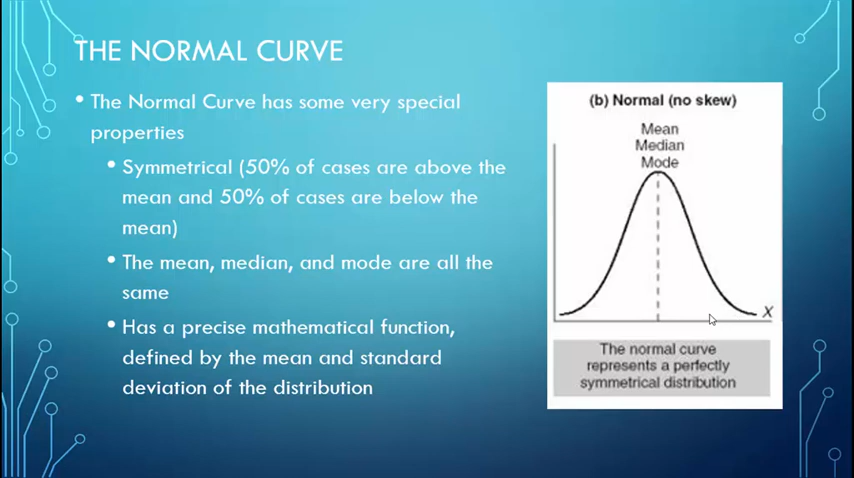 THE NORMAL CURVE
• The Normal Curve has some very special
properties
• Symmetrical (50% of cases are above the
mean and 50% of cases are below the
mean)
• The mean, median, and mode are all the
same
• Has a precise mathematical function,
defined by the mean and standard
deviation of the distribution
(b) Normal (no skew)
Mean
Median
Mode
X
The normal curve
represents a perfectly
symmetrical distribution